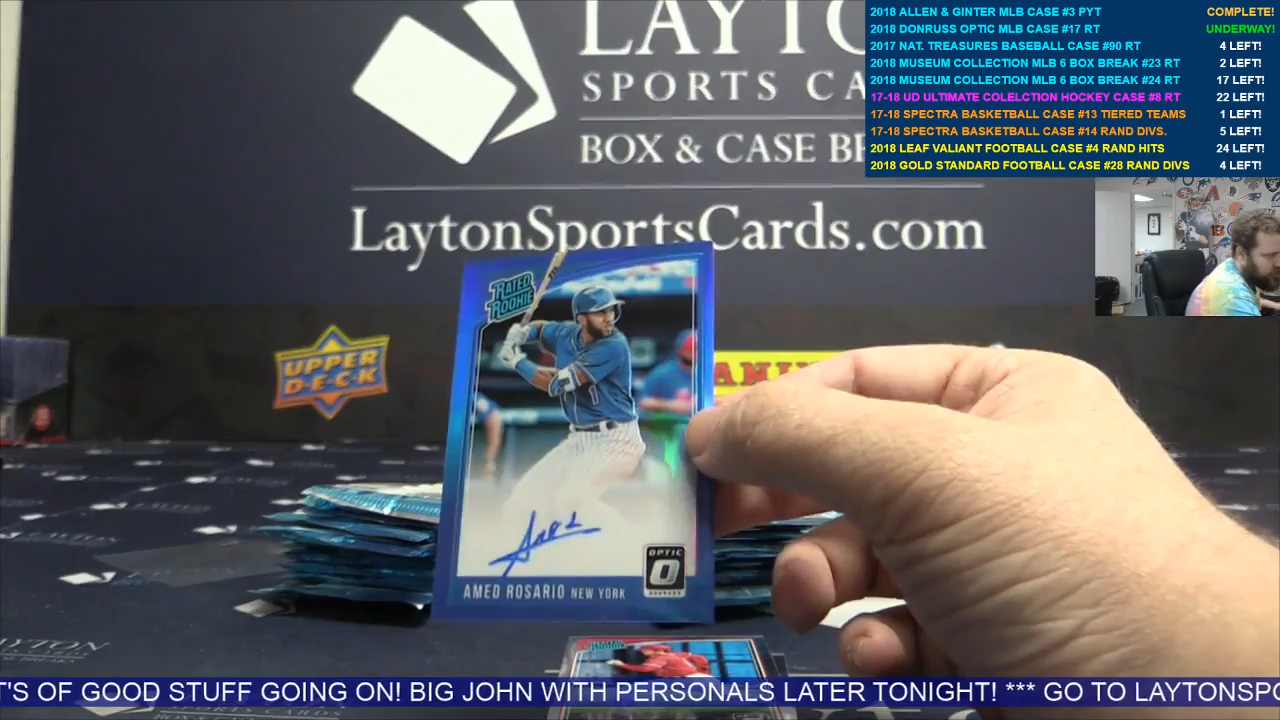 2018 ALLEN & GINTER MLB CASE #3 PYT COMPLETE!
2018 DONRUSS OPTIC MLB CASE #17 RT UNDERWAY!
2017 NAT. TREASURES BASEBALL CASE #90 RT 4 LEFT!
2018 MUSEUM COLLECTION MLB 6 BOX BREAK #23 RT 2 LEFT!
2018 MUSEUM COLLECTION MLB 6 BOX BREAK #24 RT 17 LEFT!
17-18 UD ULTIMATE COLELCTION HOCKEY CASE #8 RT 22 LEFT!
17-18 SPECTRA BASKETBALL CASE #13 TIERED TEAMS 1 LEFT!
17-18 SPECTRA BASKETBALL CASE #14 RAND DIVS. 5 LEFT!
2018 LEAF VALIANT FOOTBALL CASE #4 RAND HITS 24 LEFT!
2018 GOLD STANDARD FOOTBALL CASE #28 RAND DIVS 4 LEFT!
LAYTO
SPORTS CA
BOX & CASE BR
LaytonSportsCards.com
RATED
ROOKIE
UPPER
D·E·C·K
ANI
OPTIC
AMED ROSARIO NEW YORK
LAYTON
T'S OF GOOD STUFF GOING ON! BIG JOHN WITH PERSONALS LATER TONIGHT! *** GO TO LAYTONSPO